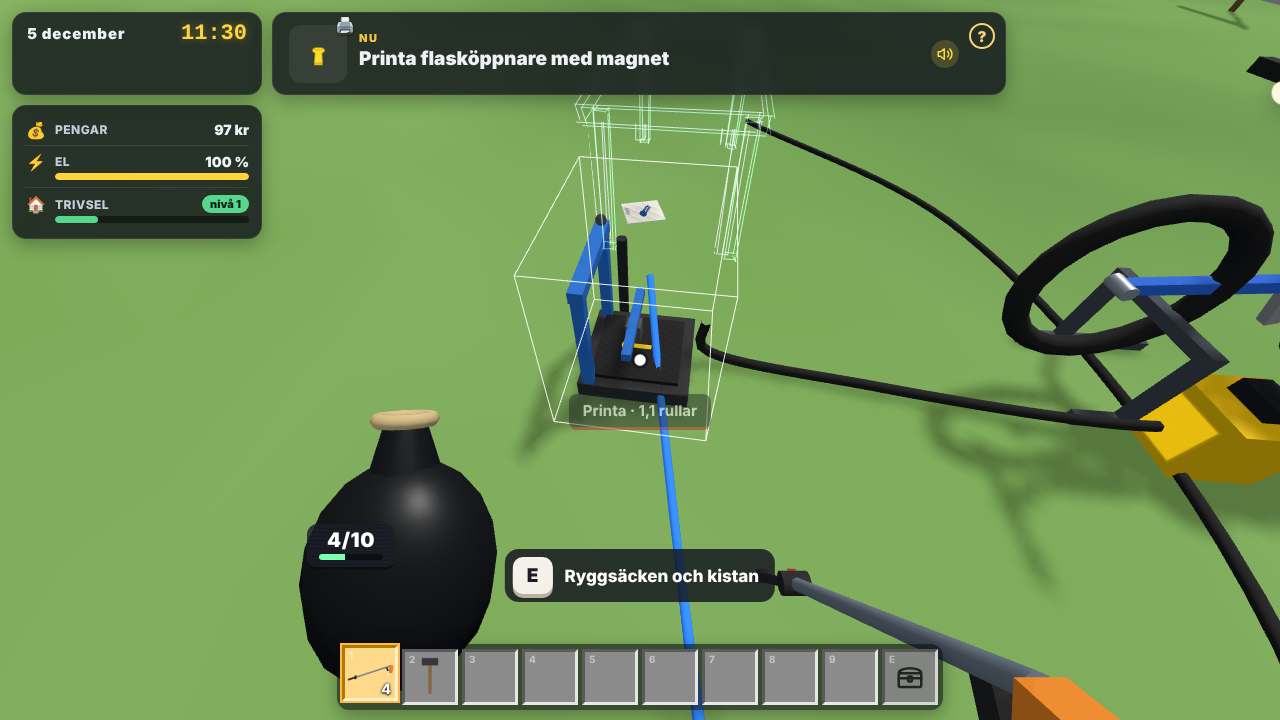 5 december
11:30
NU
Printa flasköppnare med magnet
?
PENGAR
97 kr
EL
100 %
TRIVSEL
nivå 1
Printa · 1,1 rullar
4/10
E
Ryggsäcken och kistan
1
4
2
3
4
5
6
7
8
9
E